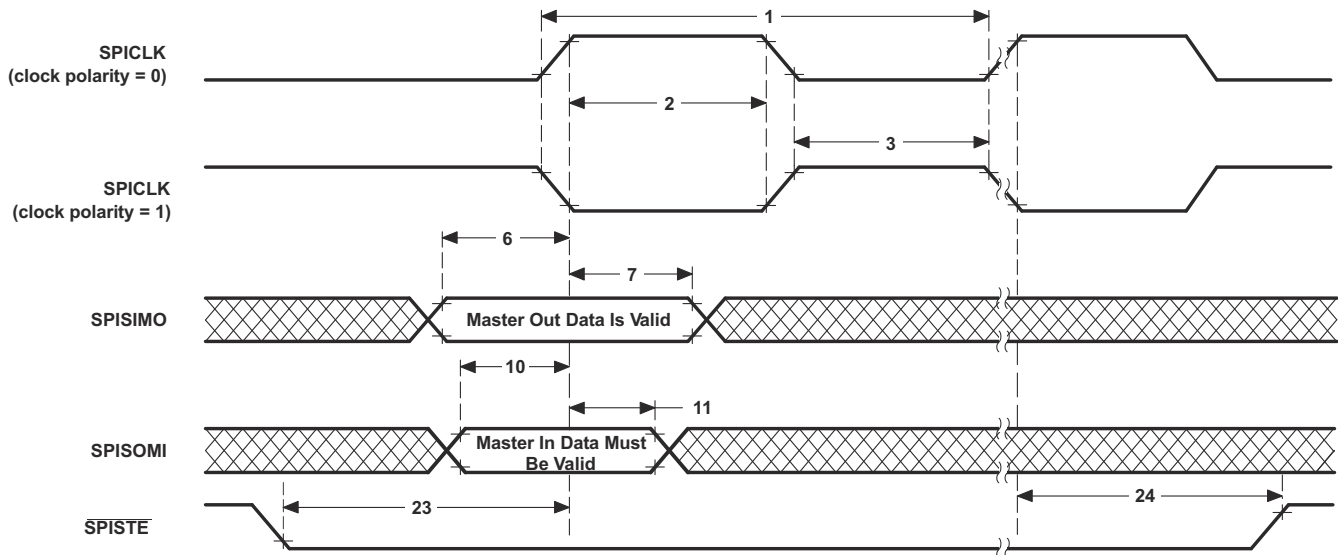 1
SPICLK
(clock polarity = 0)
2
3
SPICLK
(clock polarity = 1)
6
7
SPISIMO
Master Out Data Is Valid
10
11
SPISOMI
Master In Data Must
Be Valid
23
24
SPISTE